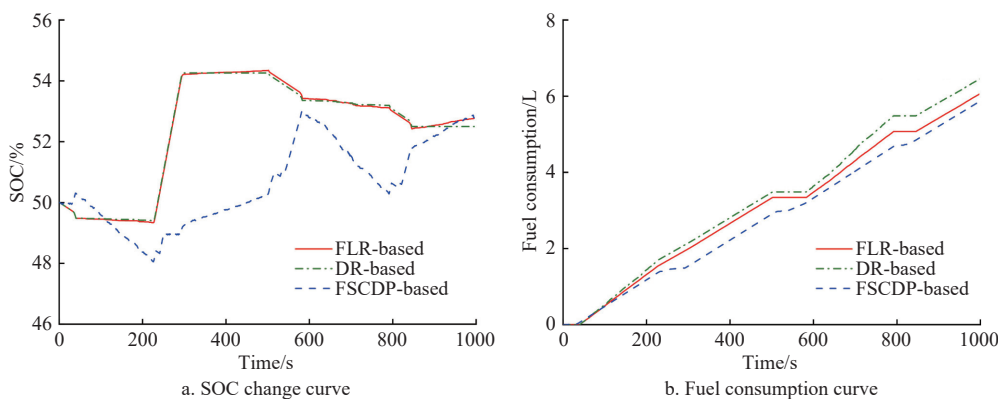 56
54
52
50
48
46
SOC/%
FLR-based
DR-based
FSCDP-based
0 200 400 600 800 1000
Time/s
a. SOC change curve
8
6
4
2
0
Fuel consumption/L
FLR-based
DR-based
FSCDP-based
0 200 400 600 800 1000
Time/s
b. Fuel consumption curve